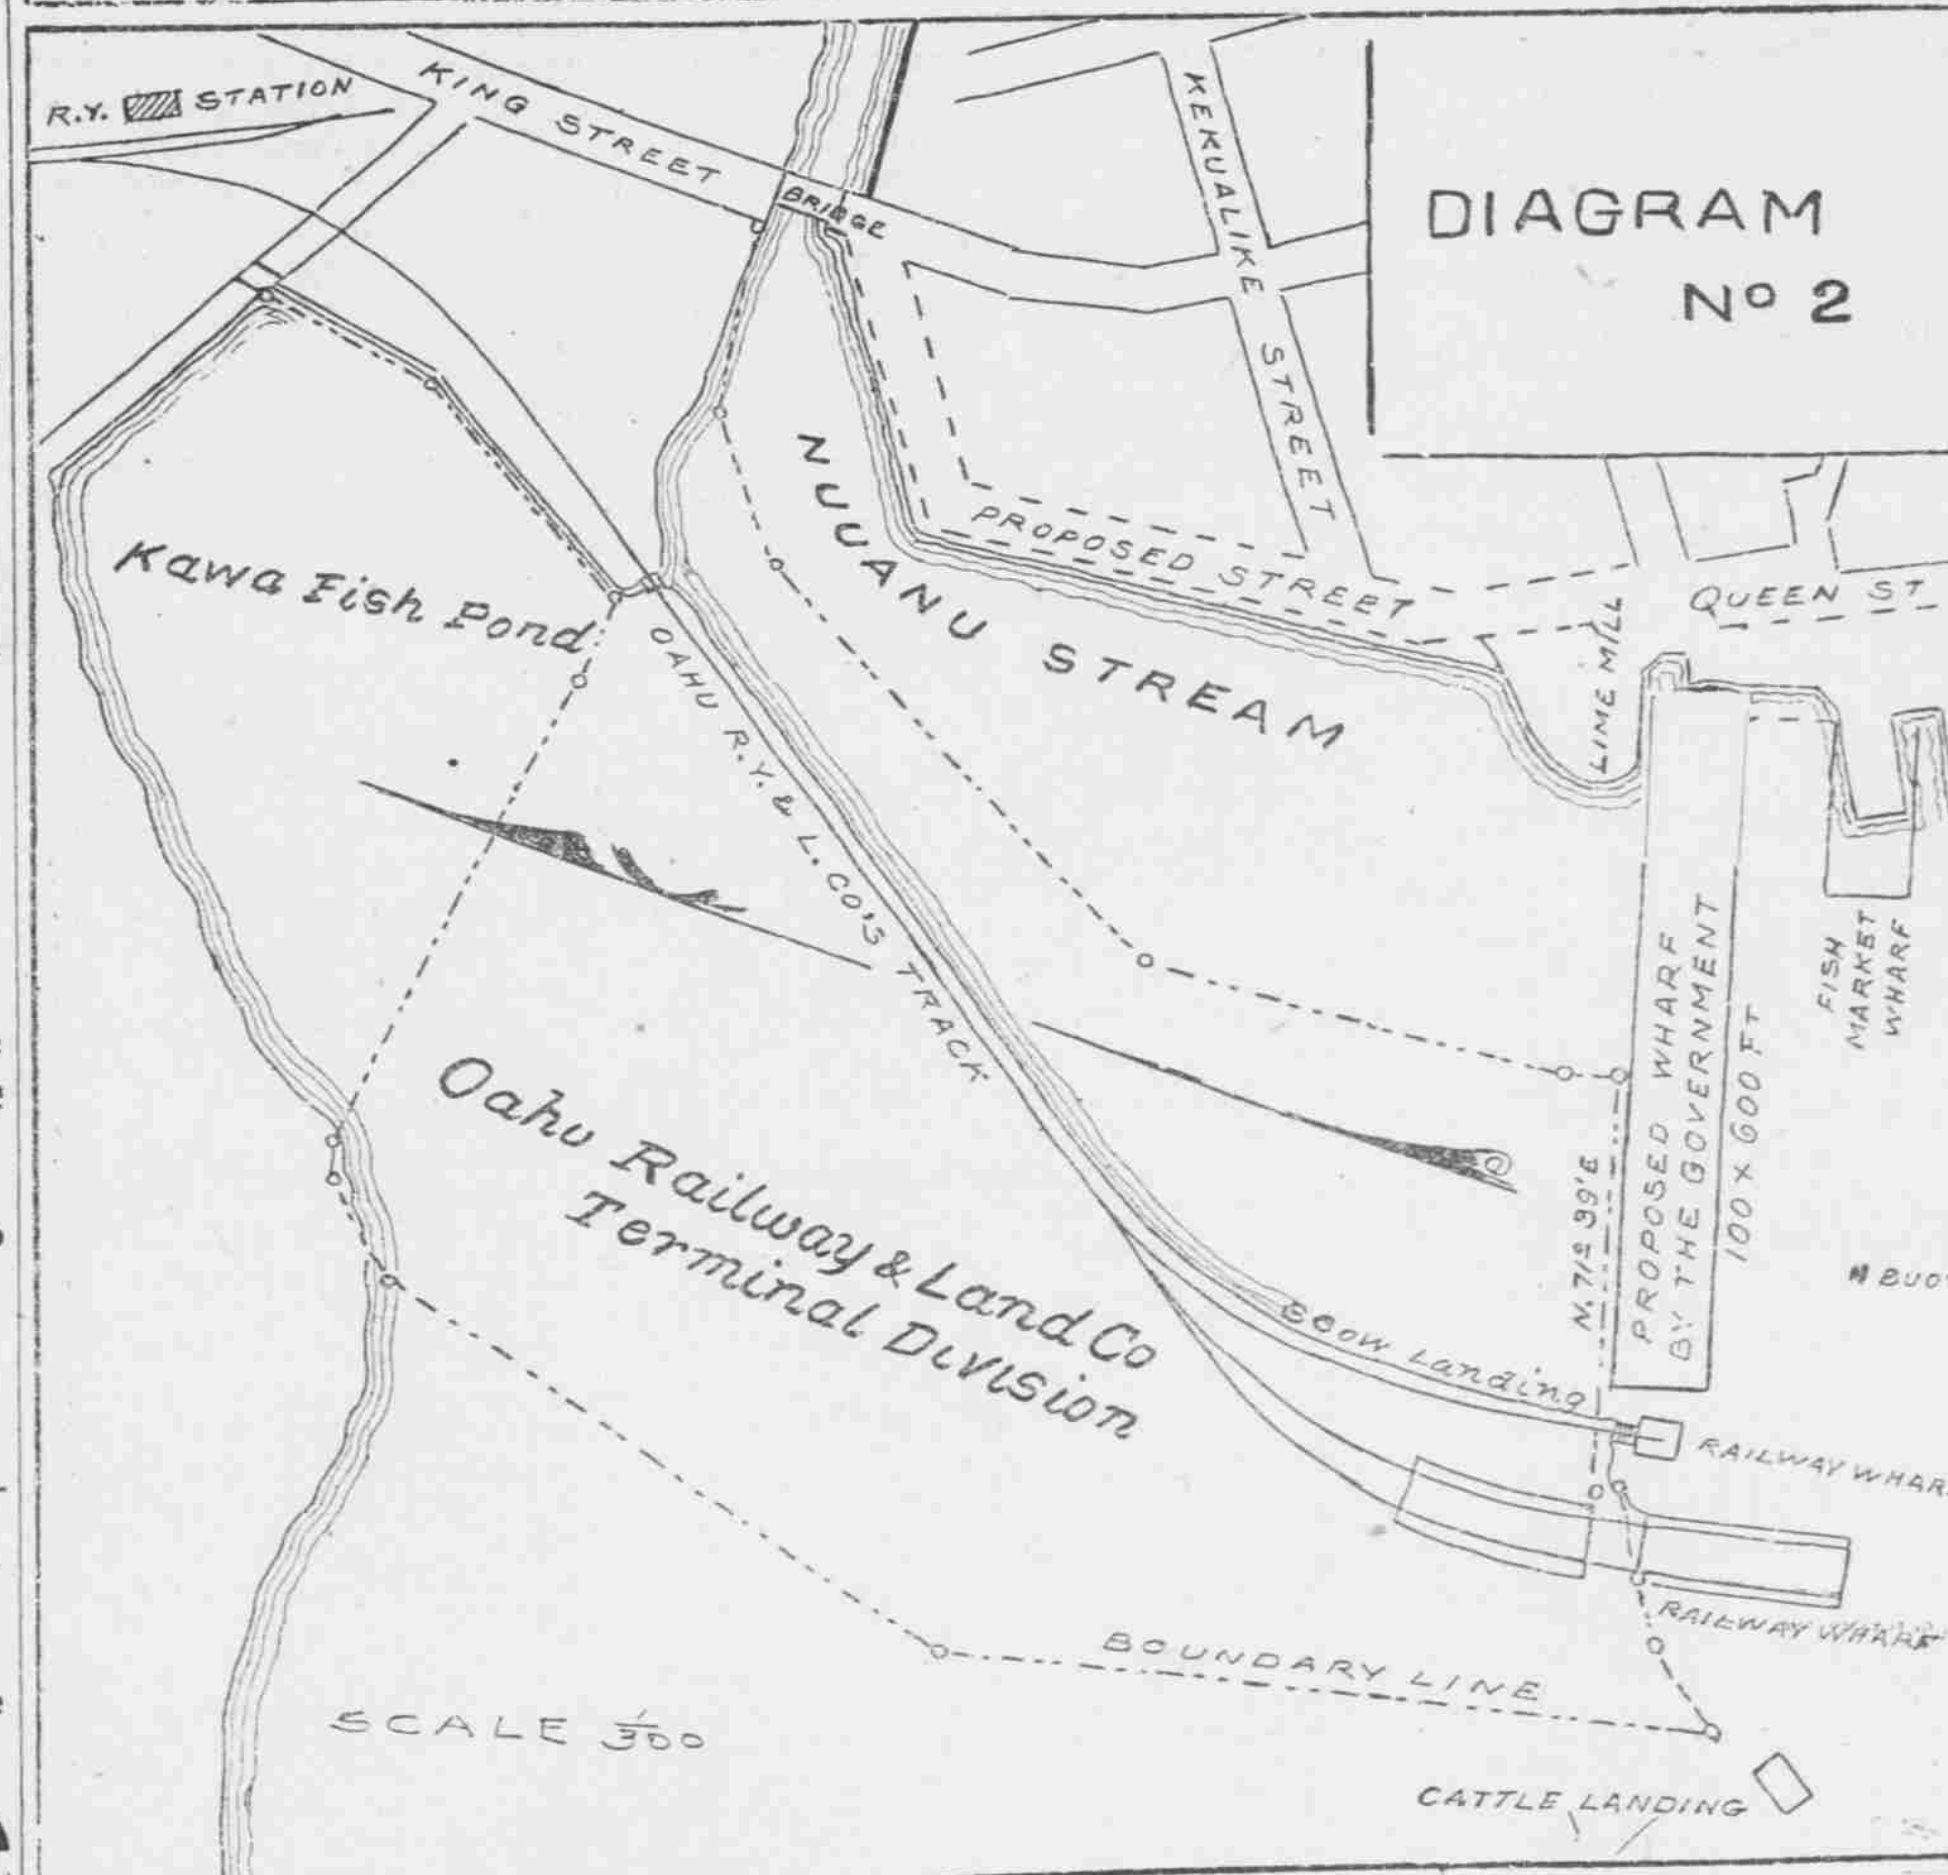 R.Y. STATION
KING STREET
BRIDGE
KEKUALIKE STREET
DIAGRAM
No 2
NUUANU STREAM
PROPOSED STREET
QUEEN ST
LIME MILL
Kawa Fish Pond
OAHU R.Y. & L. CO'S TRACK
FISH
MARKET
WHARF
PROPOSED WHARF
BY THE GOVERNMENT
100 X 600 FT
N. 71° 39' E
Oahu Railway & Land Co
Terminal Division
Scow Landing
RAILWAY WHAR
RAILWAY WHARF
BOUNDARY LINE
SCALE 1/300
CATTLE LANDING